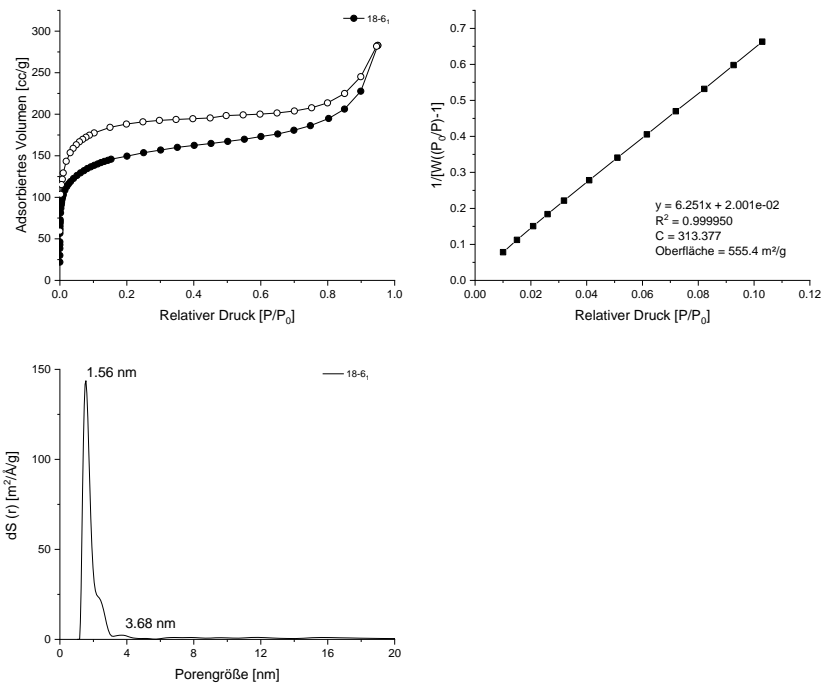 18-6₁
300
250
200
150
100
50
0
0.0 0.2 0.4 0.6 0.8 1.0
Adsorbiertes Volumen [cc/g]
Relativer Druck [P/P₀]
0.7
0.6
0.5
0.4
0.3
0.2
0.1
0.0
0.00 0.02 0.04 0.06 0.08 0.10 0.12
1/[W((P₀/P)-1]
Relativer Druck [P/P₀]
y = 6.251x + 2.001e-02
R² = 0.999950
C = 313.377
Oberfläche = 555.4 m²/g
150
100
50
0
0 4 8 12 16 20
dS (r) [m²/Å/g]
Porengröße [nm]
1.56 nm
18-6₁
3.68 nm